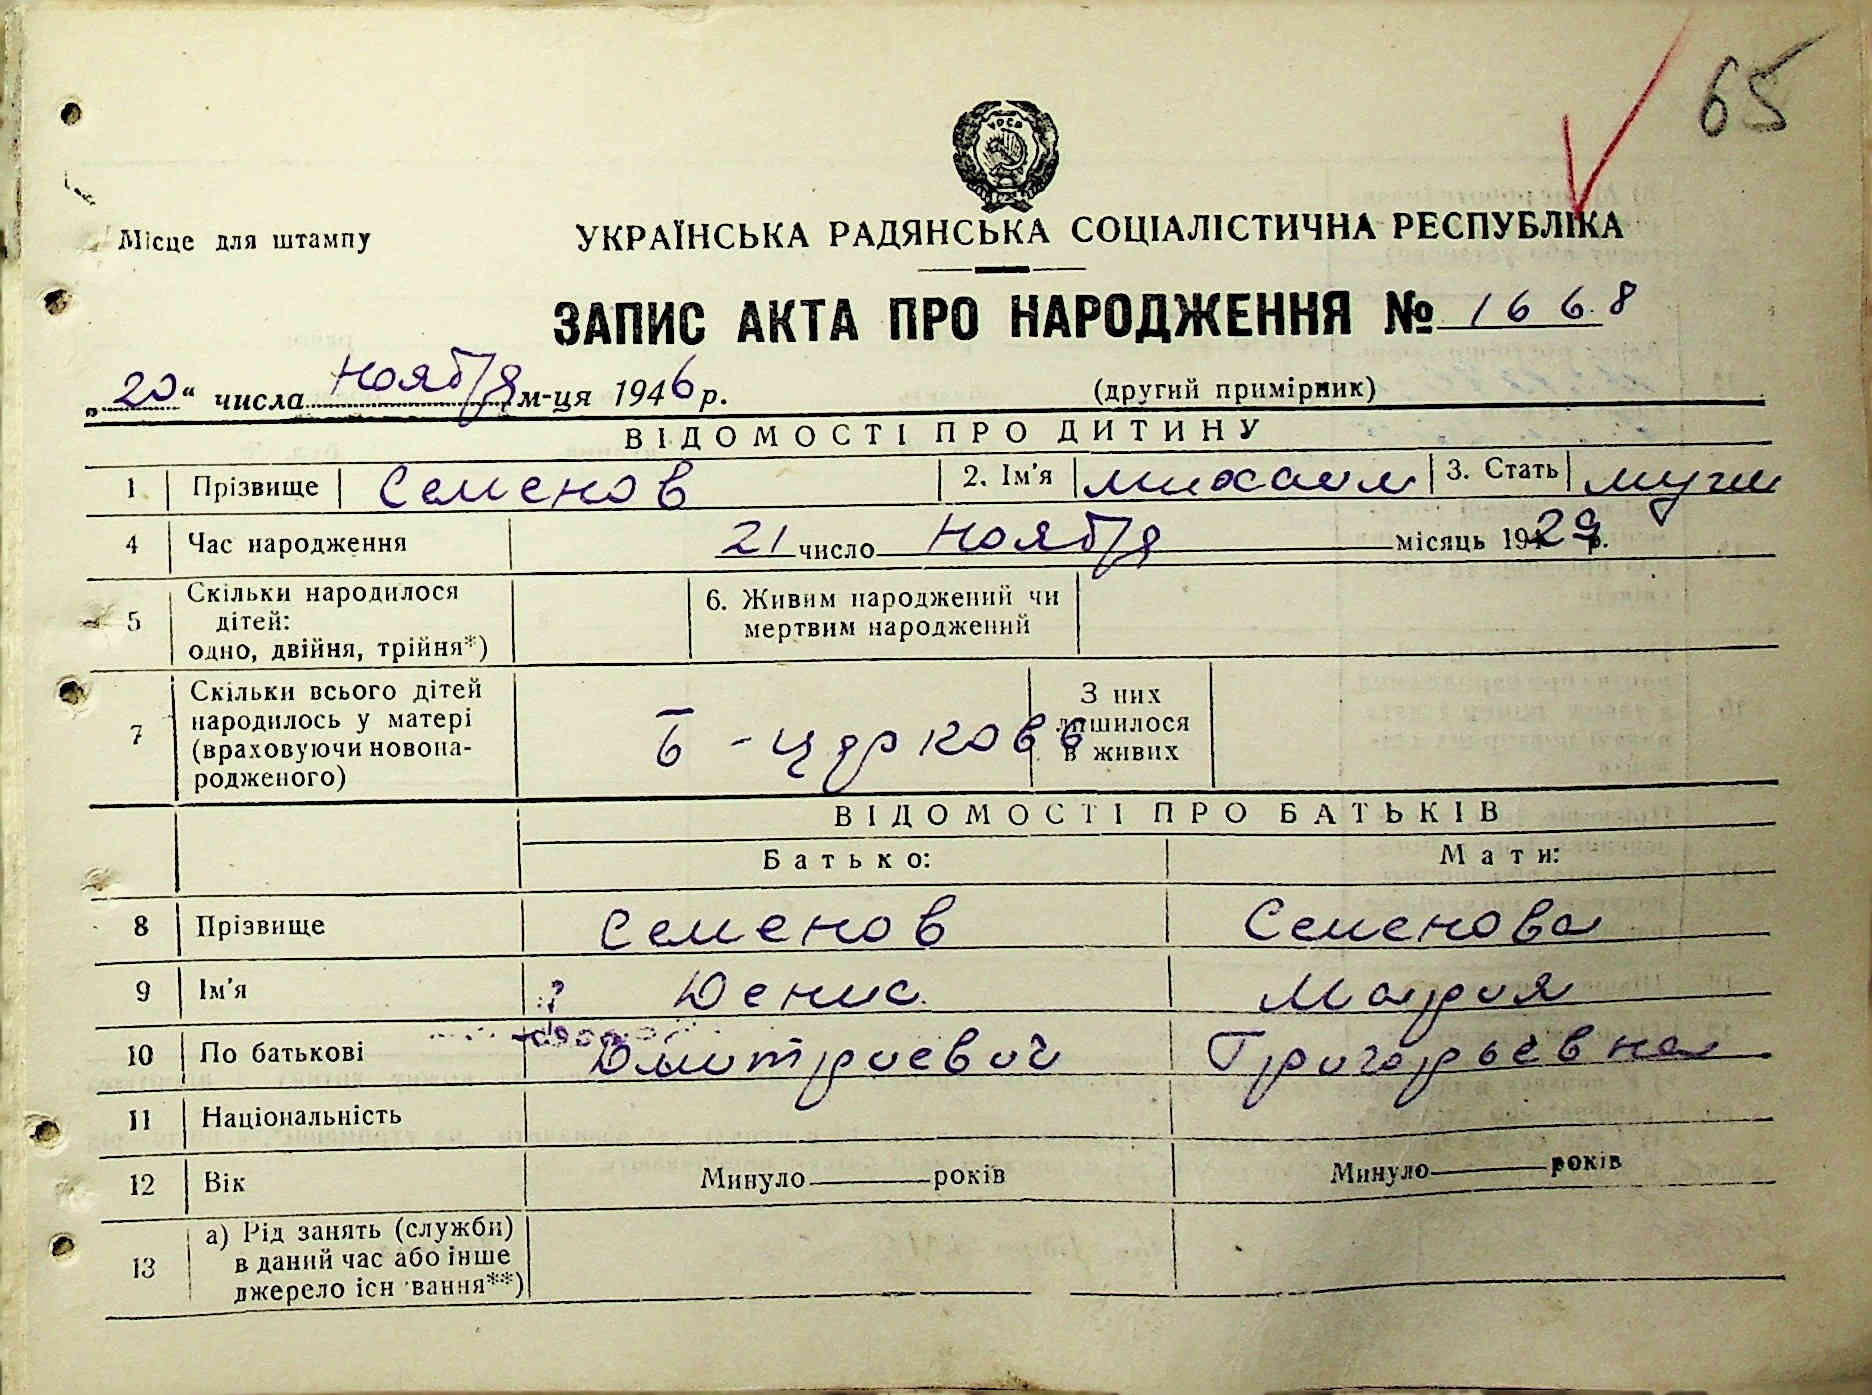 65
УРСР
Місце для штампу
УКРАЇНСЬКА РАДЯНСЬКА СОЦІАЛІСТИЧНА РЕСПУБЛІКА
ЗАПИС АКТА ПРО НАРОДЖЕННЯ № 1668
„20“ числа ноября м-ця 1946 р. (другий примірник)
ВІДОМОСТІ ПРО ДИТИНУ
1 Прізвище Семенов 2. Ім'я михаил 3. Стать мужи
4 Час народження 21 число ноября місяць 1929 р.
5 Скільки народилося дітей: одно, двійня, трійня*) 6. Живим народжений чи мертвим народжений
7 Скільки всього дітей народилось у матері (враховуючи новонародженого) Б-церковь З них лишилося в живих
ВІДОМОСТІ ПРО БАТЬКІВ
Батько: Мати:
8 Прізвище Семенов Семенова
9 Ім'я Денис Мария
10 По батькові Дмитриевич Григорьевна
11 Національність
12 Вік Минуло років Минуло років
13 а) Рід занять (служби)
в даний час або інше
джерело існ вання**)